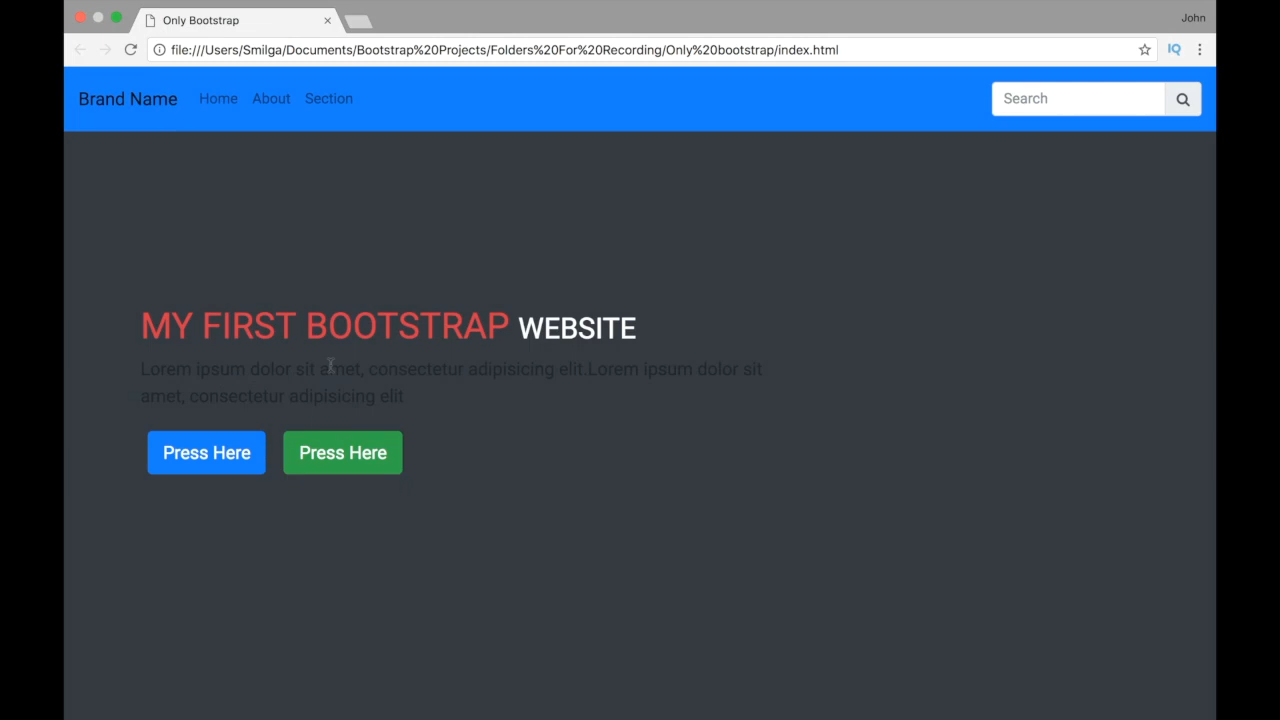 Only Bootstrap
John
file:///Users/Smilga/Documents/Bootstrap%20Projects/Folders%20For%20Recording/Only%20bootstrap/index.html
IQ
Brand Name Home About Section Search
MY FIRST BOOTSTRAP WEBSITE
Lorem ipsum dolor sit amet, consectetur adipisicing elit.Lorem ipsum dolor sit
amet, consectetur adipisicing elit
Press Here Press Here